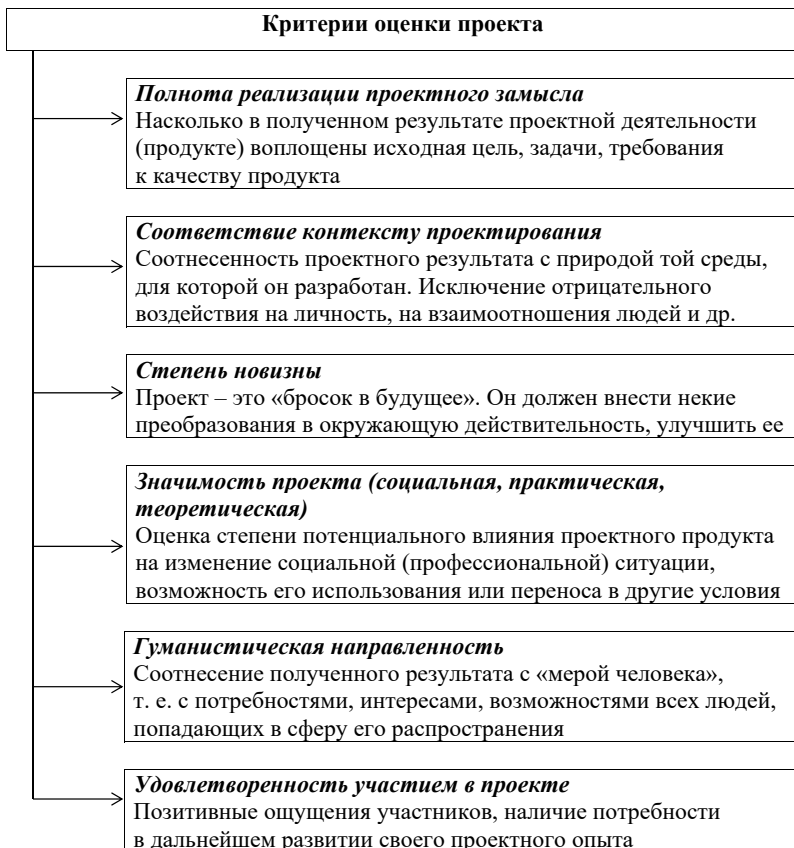 Критерии оценки проекта
Полнота реализации проектного замысла
Насколько в полученном результате проектной деятельности
(продукте) воплощены исходная цель, задачи, требования
к качеству продукта
Соответствие контексту проектирования
Соотнесенность проектного результата с природой той среды,
для которой он разработан. Исключение отрицательного
воздействия на личность, на взаимоотношения людей и др.
Степень новизны
Проект – это «бросок в будущее». Он должен внести некие
преобразования в окружающую действительность, улучшить ее
Значимость проекта (социальная, практическая,
теоретическая)
Оценка степени потенциального влияния проектного продукта
на изменение социальной (профессиональной) ситуации,
возможность его использования или переноса в другие условия
Гуманистическая направленность
Соотнесение полученного результата с «мерой человека»,
т. е. с потребностями, интересами, возможностями всех людей,
попадающих в сферу его распространения
Удовлетворенность участием в проекте
Позитивные ощущения участников, наличие потребности
в дальнейшем развитии своего проектного опыта